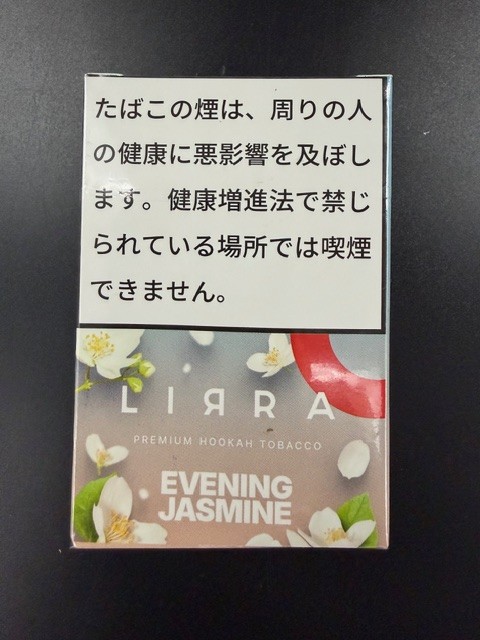 たばこの煙は、周りの人
の健康に悪影響を及ぼし
ます。健康増進法で禁じ
られている場所では喫煙
できません。
LIЯRA
PREMIUM HOOKAH TOBACCO
EVENING
JASMINE